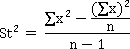 St² = (∑x² − (∑x)²/n) / (n − 1)